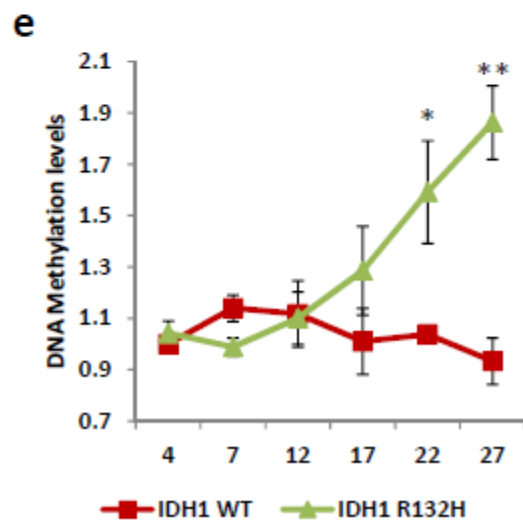 e
DNA Methylation levels
2.1
1.9
1.7
1.5
1.3
1.1
0.9
0.7
*
**
4 7 12 17 22 27
IDH1 WT IDH1 R132H